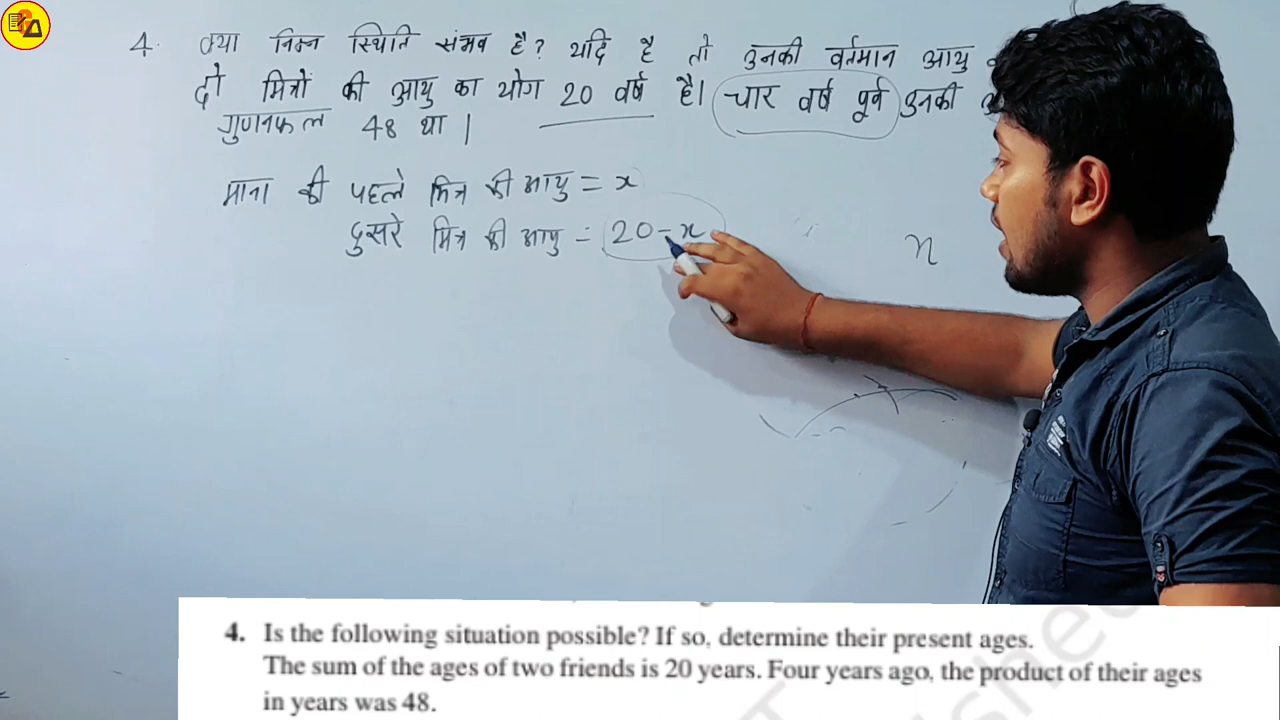 4. क्या निम्न स्थिति संभव है? यदि है तो उनकी वर्तमान आयु
दो मित्रों की आयु का योग 20 वर्ष है। चार वर्ष पूर्व उनकी
गुणनफल 48 था।
माना की पहले मित्र की आयु = x
दुसरे मित्र की आयु = 20-x
x
4. Is the following situation possible? If so, determine their present ages.
The sum of the ages of two friends is 20 years. Four years ago, the product of their ages
in years was 48.